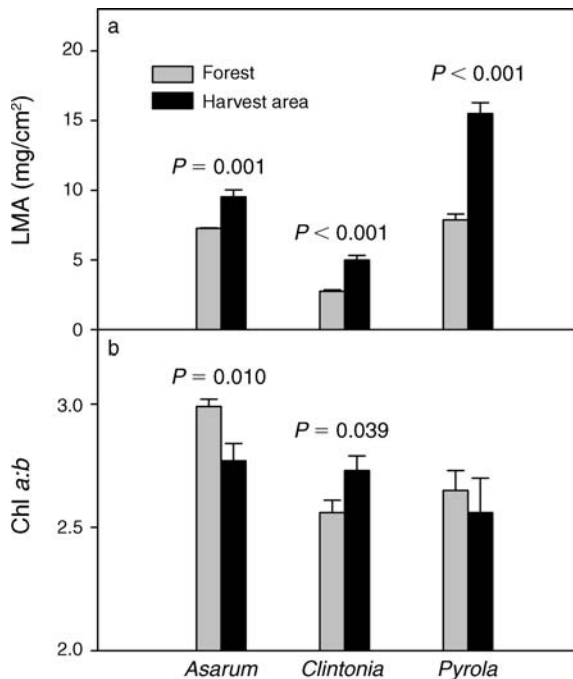 a
Forest
Harvest area
P < 0.001
P = 0.001
P < 0.001
LMA (mg/cm²)
20
15
10
5
0
b
P = 0.010
P = 0.039
Chl a:b
3.0
2.5
2.0
Asarum Clintonia Pyrola